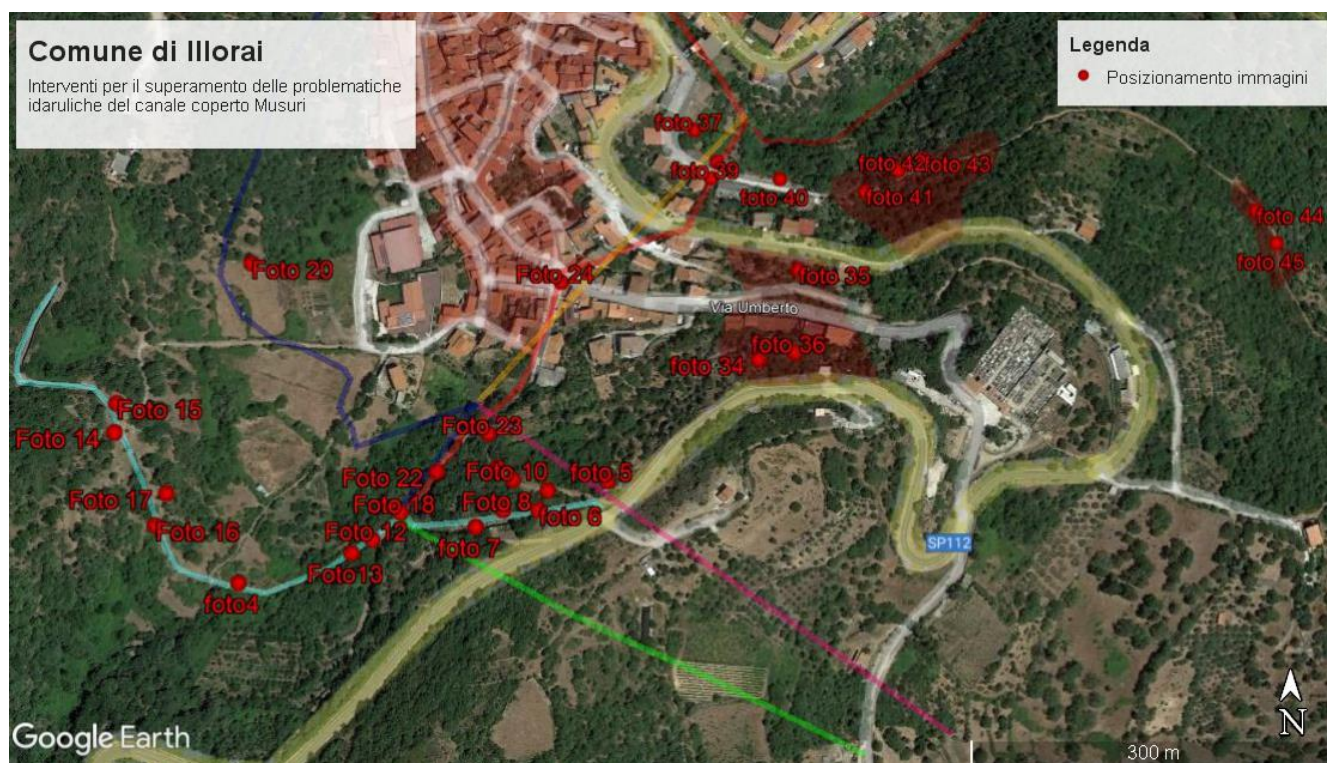 Comune di Illorai
Interventi per il superamento delle problematiche
idaruliche del canale coperto Musuri
Legenda
Posizionamento immagini
foto 37
foto 39
foto 40
foto 42
foto 43
foto 41
foto 44
foto 45
Foto 20
Foto 21
foto 35
Via Umberto
foto 36
foto 34
Foto 15
Foto 14
Foto 23
Foto 22
Foto 10
foto 5
Foto 17
Foto 18
Foto 8
foto 6
Foto 16
Foto 12
foto 7
SP112
Foto13
foto4
N
Google Earth
300 m